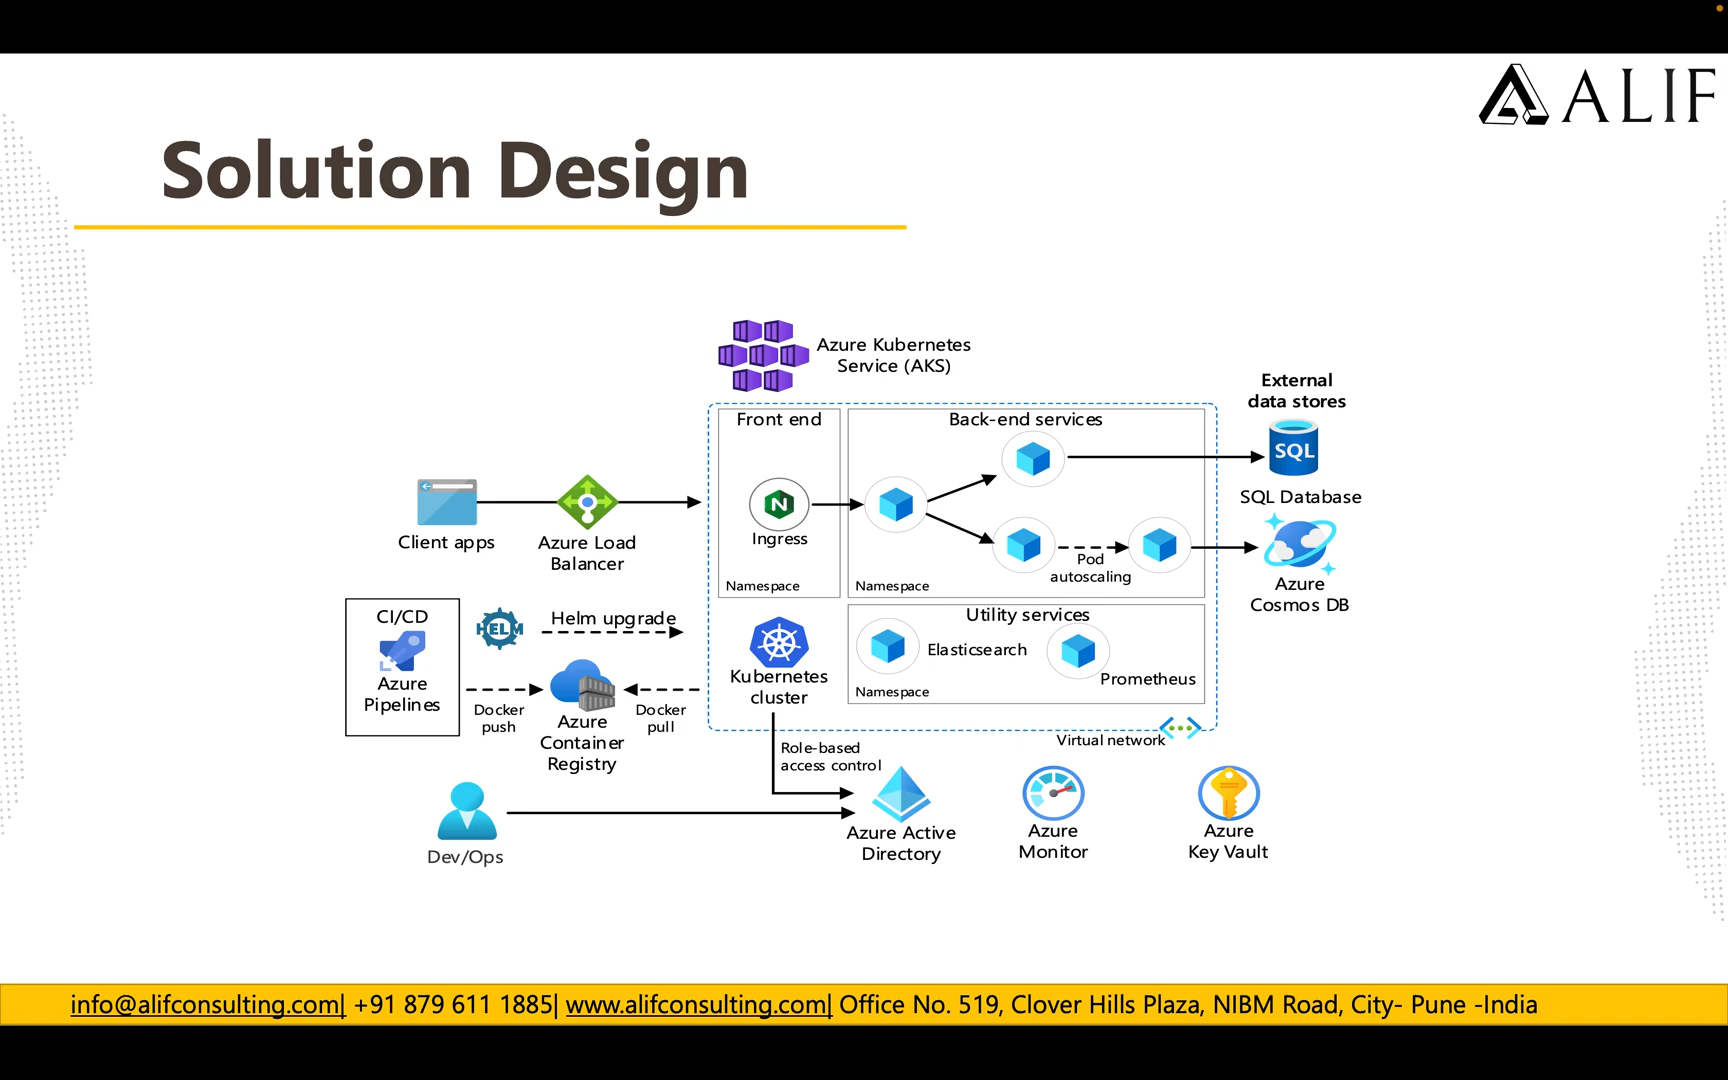 ALIF
Solution Design
Azure Kubernetes
Service (AKS)
External
data stores
Front end
Back-end services
SQL
SQL Database
N
Ingress
Client apps
Azure Load
Balancer
Pod
autoscaling
Namespace
Namespace
Azure
Cosmos DB
CI/CD
HELM
Helm upgrade
Utility services
Elasticsearch
Prometheus
Namespace
Kubernetes
cluster
Azure
Pipelines
Docker
push
Azure
Container
Registry
Docker
pull
Virtual network
Role-based
access control
Dev/Ops
Azure Active
Directory
Azure
Monitor
Azure
Key Vault
info@alifconsulting.com| +91 879 611 1885| www.alifconsulting.com| Office No. 519, Clover Hills Plaza, NIBM Road, City- Pune -India